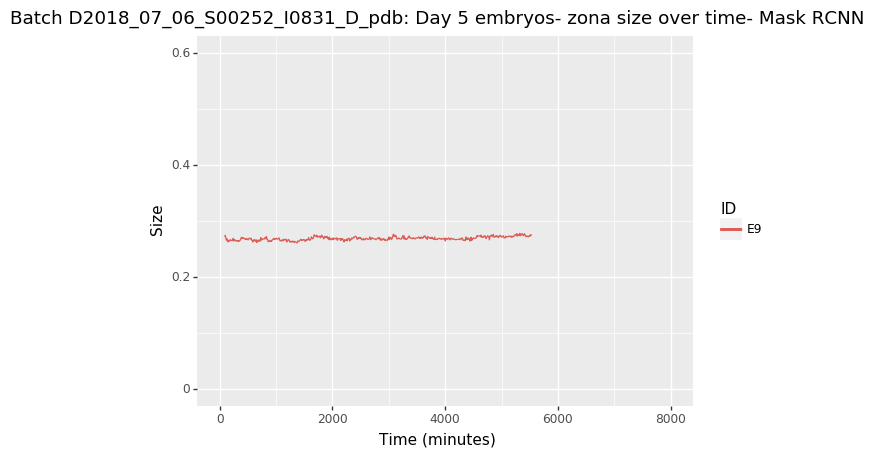 Batch D2018_07_06_S00252_I0831_D_pdb: Day 5 embryos- zona size over time- Mask RCNN
0.6
0.4
0.2
0
Size
0
2000
4000
6000
8000
Time (minutes)
ID
E9